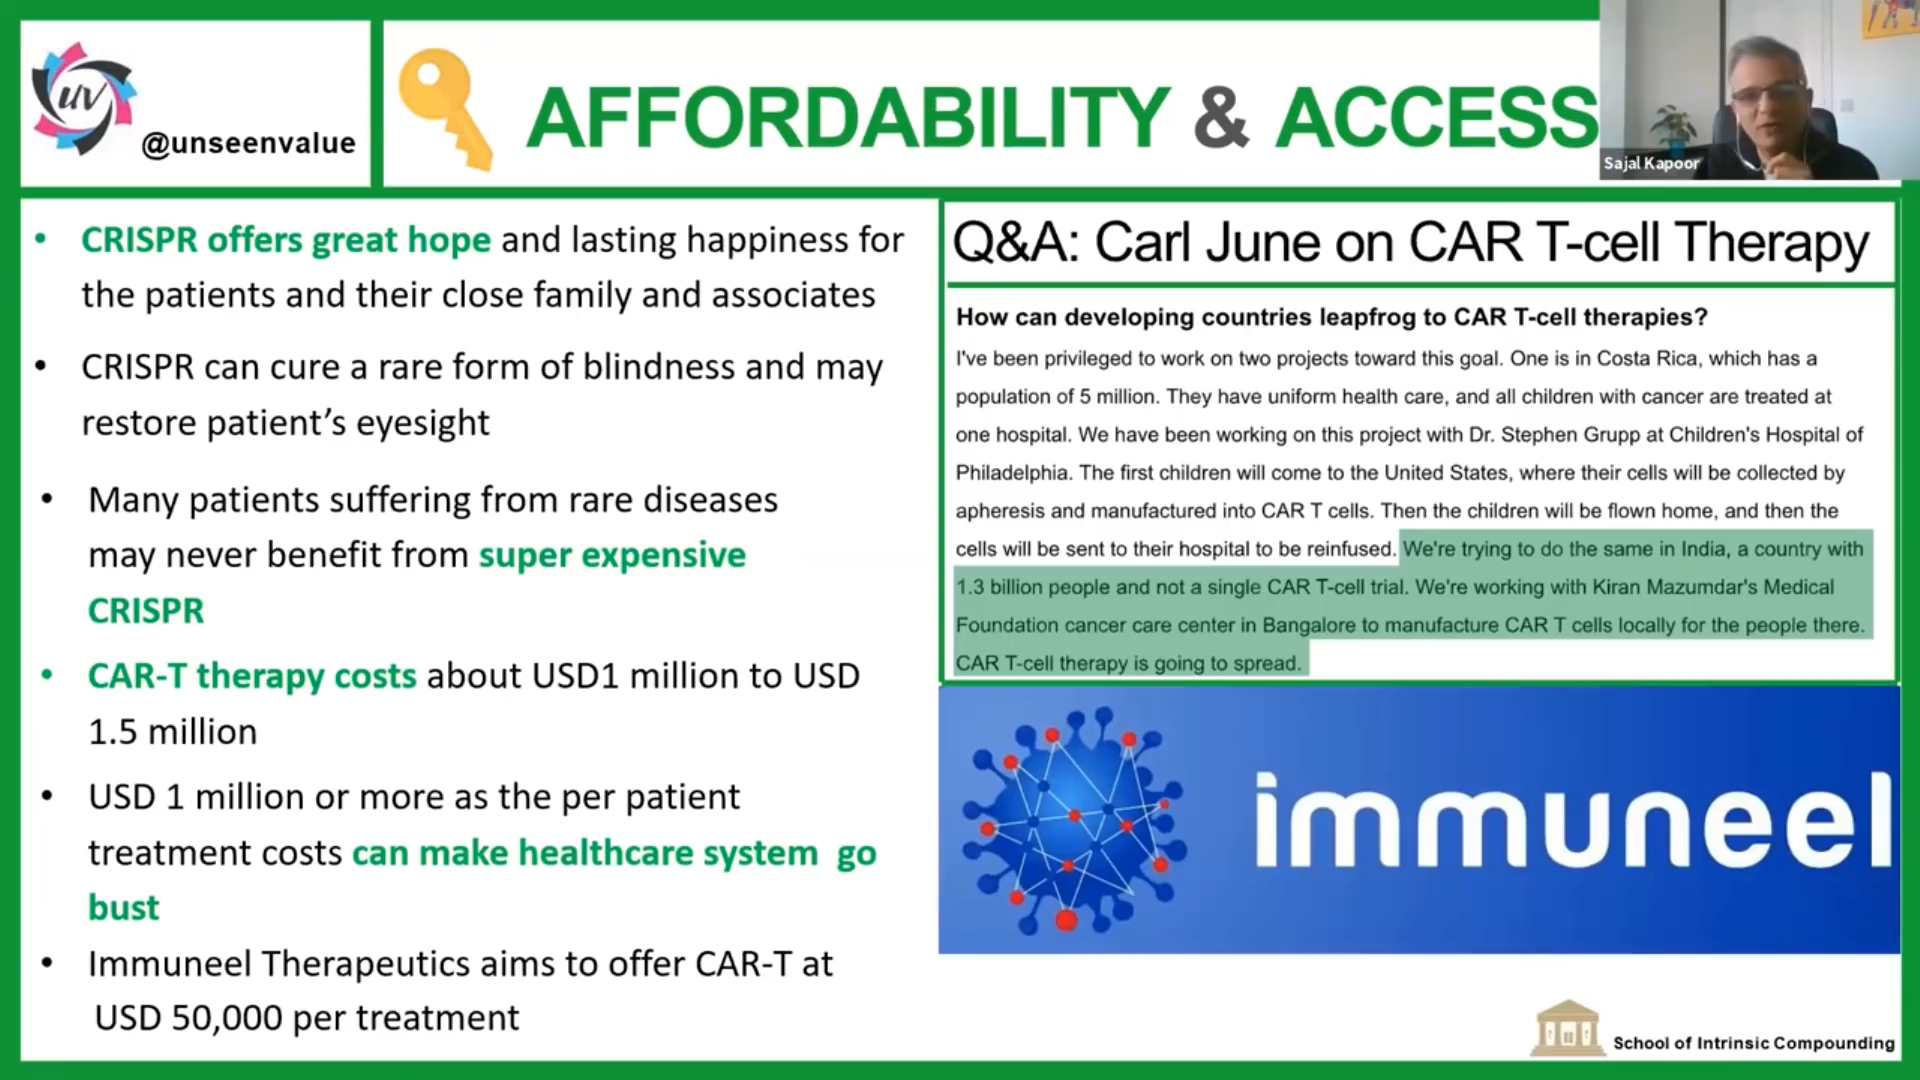 uv
@unseenvalue
AFFORDABILITY & ACCESS
Sajal Kapoor
• CRISPR offers great hope and lasting happiness for
the patients and their close family and associates
• CRISPR can cure a rare form of blindness and may
restore patient’s eyesight
• Many patients suffering from rare diseases
may never benefit from super expensive
CRISPR
• CAR-T therapy costs about USD1 million to USD
1.5 million
• USD 1 million or more as the per patient
treatment costs can make healthcare system go
bust
• Immuneel Therapeutics aims to offer CAR-T at
USD 50,000 per treatment
Q&A: Carl June on CAR T-cell Therapy
How can developing countries leapfrog to CAR T-cell therapies?
I've been privileged to work on two projects toward this goal. One is in Costa Rica, which has a
population of 5 million. They have uniform health care, and all children with cancer are treated at
one hospital. We have been working on this project with Dr. Stephen Grupp at Children's Hospital of
Philadelphia. The first children will come to the United States, where their cells will be collected by
apheresis and manufactured into CAR T cells. Then the children will be flown home, and then the
cells will be sent to their hospital to be reinfused. We're trying to do the same in India, a country with
1.3 billion people and not a single CAR T-cell trial. We're working with Kiran Mazumdar's Medical
Foundation cancer care center in Bangalore to manufacture CAR T cells locally for the people there.
CAR T-cell therapy is going to spread.
immuneel
School of Intrinsic Compounding